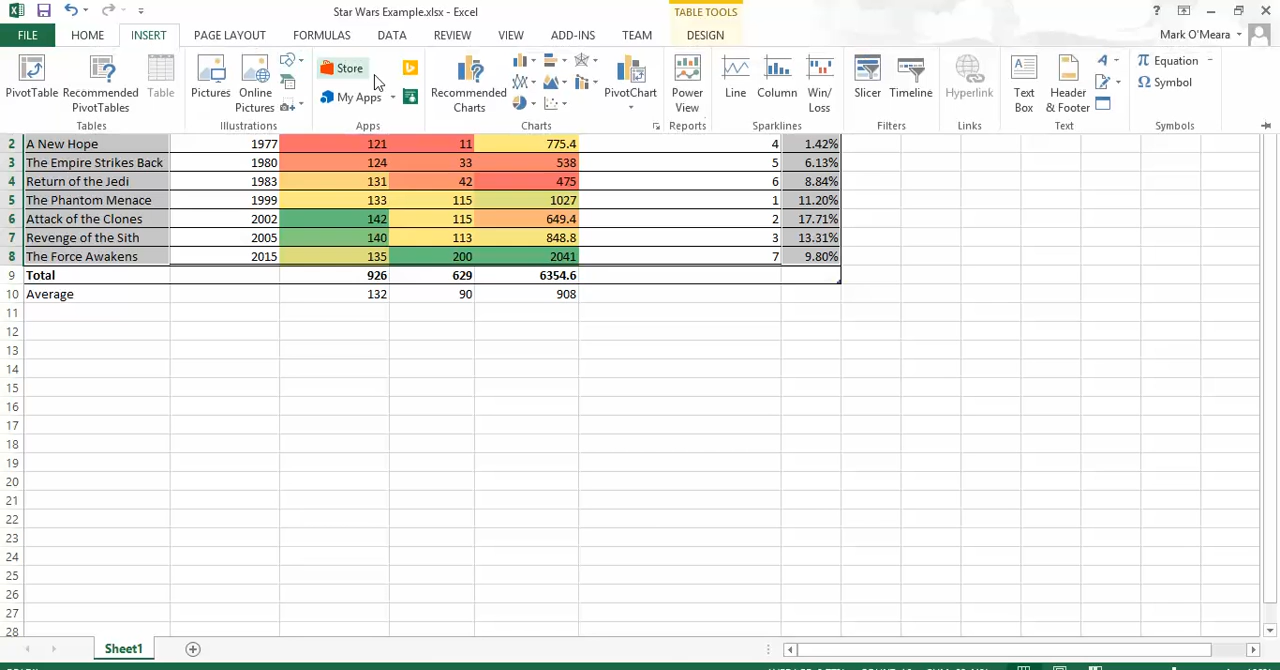 Star Wars Example.xlsx - Excel
TABLE TOOLS
?
FILE HOME INSERT PAGE LAYOUT FORMULAS DATA REVIEW VIEW ADD-INS TEAM DESIGN
Mark O'Meara
PivotTable
Recommended
PivotTables
Table
Tables
Pictures
Online
Pictures
Illustrations
Store
My Apps
Apps
Recommended
Charts
PivotChart
Charts
Power
View
Reports
Line
Column
Win/
Loss
Sparklines
Slicer
Timeline
Filters
Hyperlink
Links
Text
Box
Header
& Footer
Text
π Equation
Ω Symbol
Symbols
2 A New Hope 1977 121 11 775.4 4 1.42%
3 The Empire Strikes Back 1980 124 33 538 5 6.13%
4 Return of the Jedi 1983 131 42 475 6 8.84%
5 The Phantom Menace 1999 133 115 1027 1 11.20%
6 Attack of the Clones 2002 142 115 649.4 2 17.71%
7 Revenge of the Sith 2005 140 113 848.8 3 13.31%
8 The Force Awakens 2015 135 200 2041 7 9.80%
9 Total 926 629 6354.6
10 Average 132 90 908
11
12
13
14
15
16
17
18
19
20
21
22
23
24
25
26
27
28
Sheet1